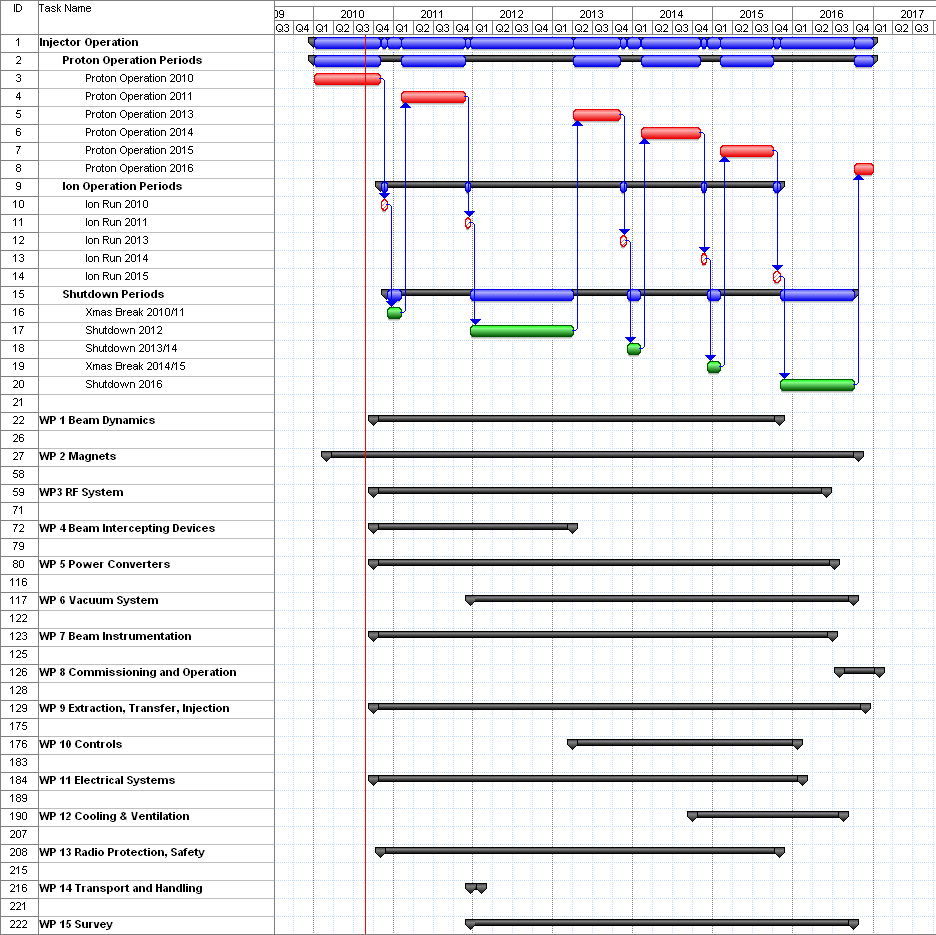 ID Task Name 09 2010 2011 2012 2013 2014 2015 2016 2017
Q3 Q4 Q1 Q2 Q3 Q4 Q1 Q2 Q3 Q4 Q1 Q2 Q3 Q4 Q1 Q2 Q3 Q4 Q1 Q2 Q3 Q4 Q1 Q2 Q3 Q4 Q1 Q2 Q3 Q4 Q1 Q2 Q3
1 Injector Operation
2 Proton Operation Periods
3 Proton Operation 2010
4 Proton Operation 2011
5 Proton Operation 2013
6 Proton Operation 2014
7 Proton Operation 2015
8 Proton Operation 2016
9 Ion Operation Periods
10 Ion Run 2010
11 Ion Run 2011
12 Ion Run 2013
13 Ion Run 2014
14 Ion Run 2015
15 Shutdown Periods
16 Xmas Break 2010/11
17 Shutdown 2012
18 Shutdown 2013/14
19 Xmas Break 2014/15
20 Shutdown 2016
21
22 WP 1 Beam Dynamics
26
27 WP 2 Magnets
58
59 WP3 RF System
71
72 WP 4 Beam Intercepting Devices
79
80 WP 5 Power Converters
116
117 WP 6 Vacuum System
122
123 WP 7 Beam Instrumentation
125
126 WP 8 Commissioning and Operation
128
129 WP 9 Extraction, Transfer, Injection
175
176 WP 10 Controls
183
184 WP 11 Electrical Systems
189
190 WP 12 Cooling & Ventilation
207
208 WP 13 Radio Protection, Safety
215
216 WP 14 Transport and Handling
221
222 WP 15 Survey